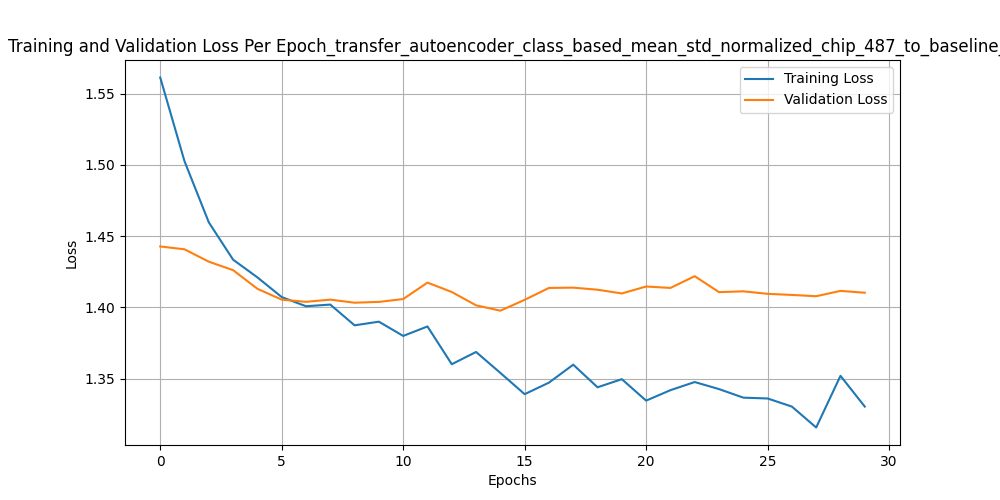 Training and Validation Loss Per Epoch_transfer_autoencoder_class_based_mean_std_normalized_chip_487_to_baseline_
Training Loss
Validation Loss
Loss
1.55
1.50
1.45
1.40
1.35
0 5 10 15 20 25 30
Epochs